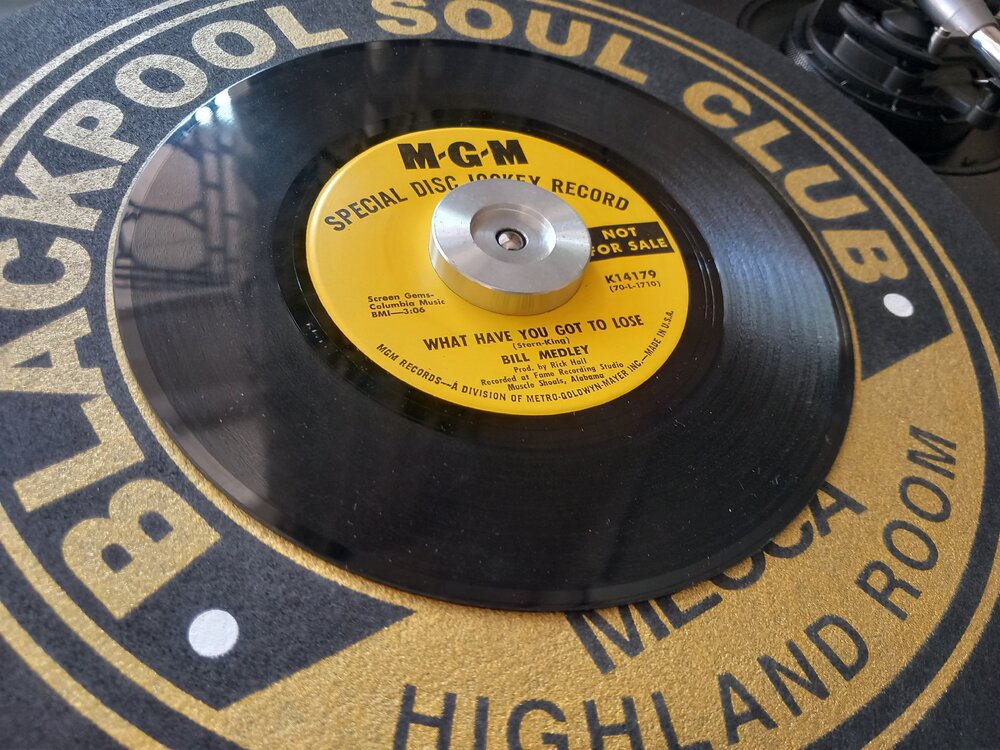 BLACKPOOL SOUL CLUB
M-G-M
SPECIAL DISC JOCKEY RECORD
NOT
FOR SALE
K14179
(70-L-1710)
Screen Gems-
Columbia Music
BMI—3:06
WHAT HAVE YOU GOT TO LOSE
(Stern-King)
BILL MEDLEY
Prod. by Rick Hall
Recorded at Fame Recording Studio
Muscle Shoals, Alabama
MGM RECORDS—A DIVISION OF METRO-GOLDWYN-MAYER INC.—MADE IN U.S.A.
MECCA
HIGHLAND ROOM